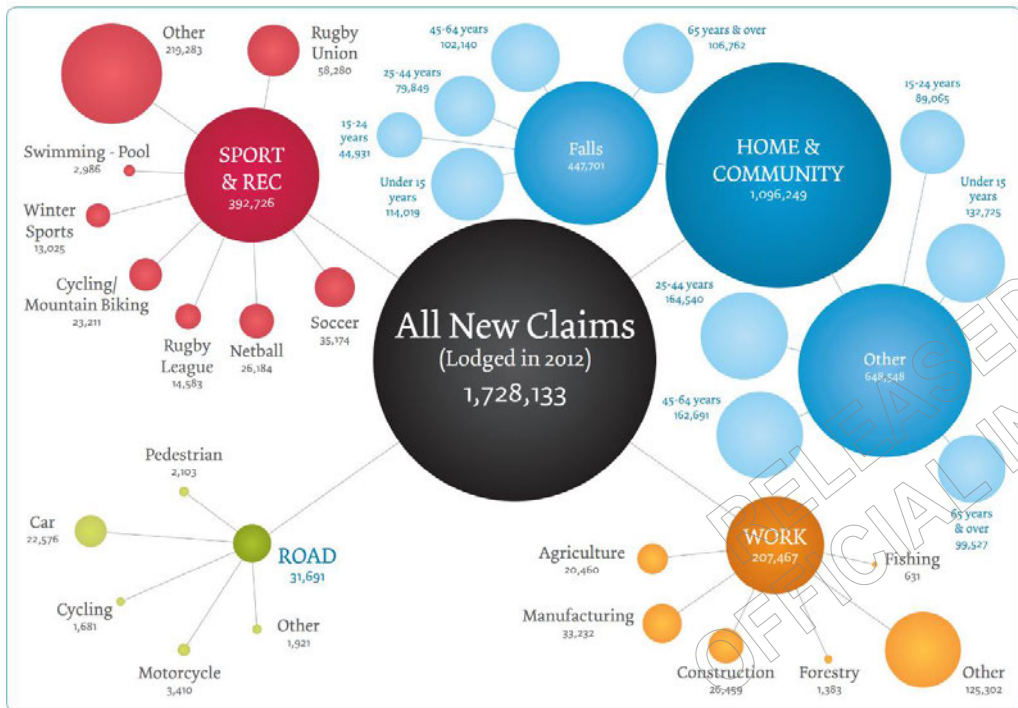 Other
219,283
Rugby
Union
58,280
Swimming - Pool
2,986
SPORT
& REC
392,726
Winter
Sports
13,025
Cycling/
Mountain Biking
23,211
Rugby
League
14,583
Netball
26,184
Soccer
35,174
45-64 years
102,140
65 years & over
106,762
25-44 years
79,849
15-24
years
44,931
Under 15
years
114,019
Falls
447,701
HOME &
COMMUNITY
1,096,249
15-24 years
89,065
Under 15
years
132,725
25-44 years
164,540
Other
648,548
45-64 years
162,691
65 years
& over
99,527
All New Claims
(Lodged in 2012)
1,728,133
Pedestrian
2,103
Car
22,576
ROAD
31,691
Cycling
1,681
Other
1,921
Motorcycle
3,410
WORK
207,467
Agriculture
20,460
Fishing
631
Manufacturing
33,232
Construction
26,459
Forestry
1,383
Other
125,302
RELEASED
OFFICIAL